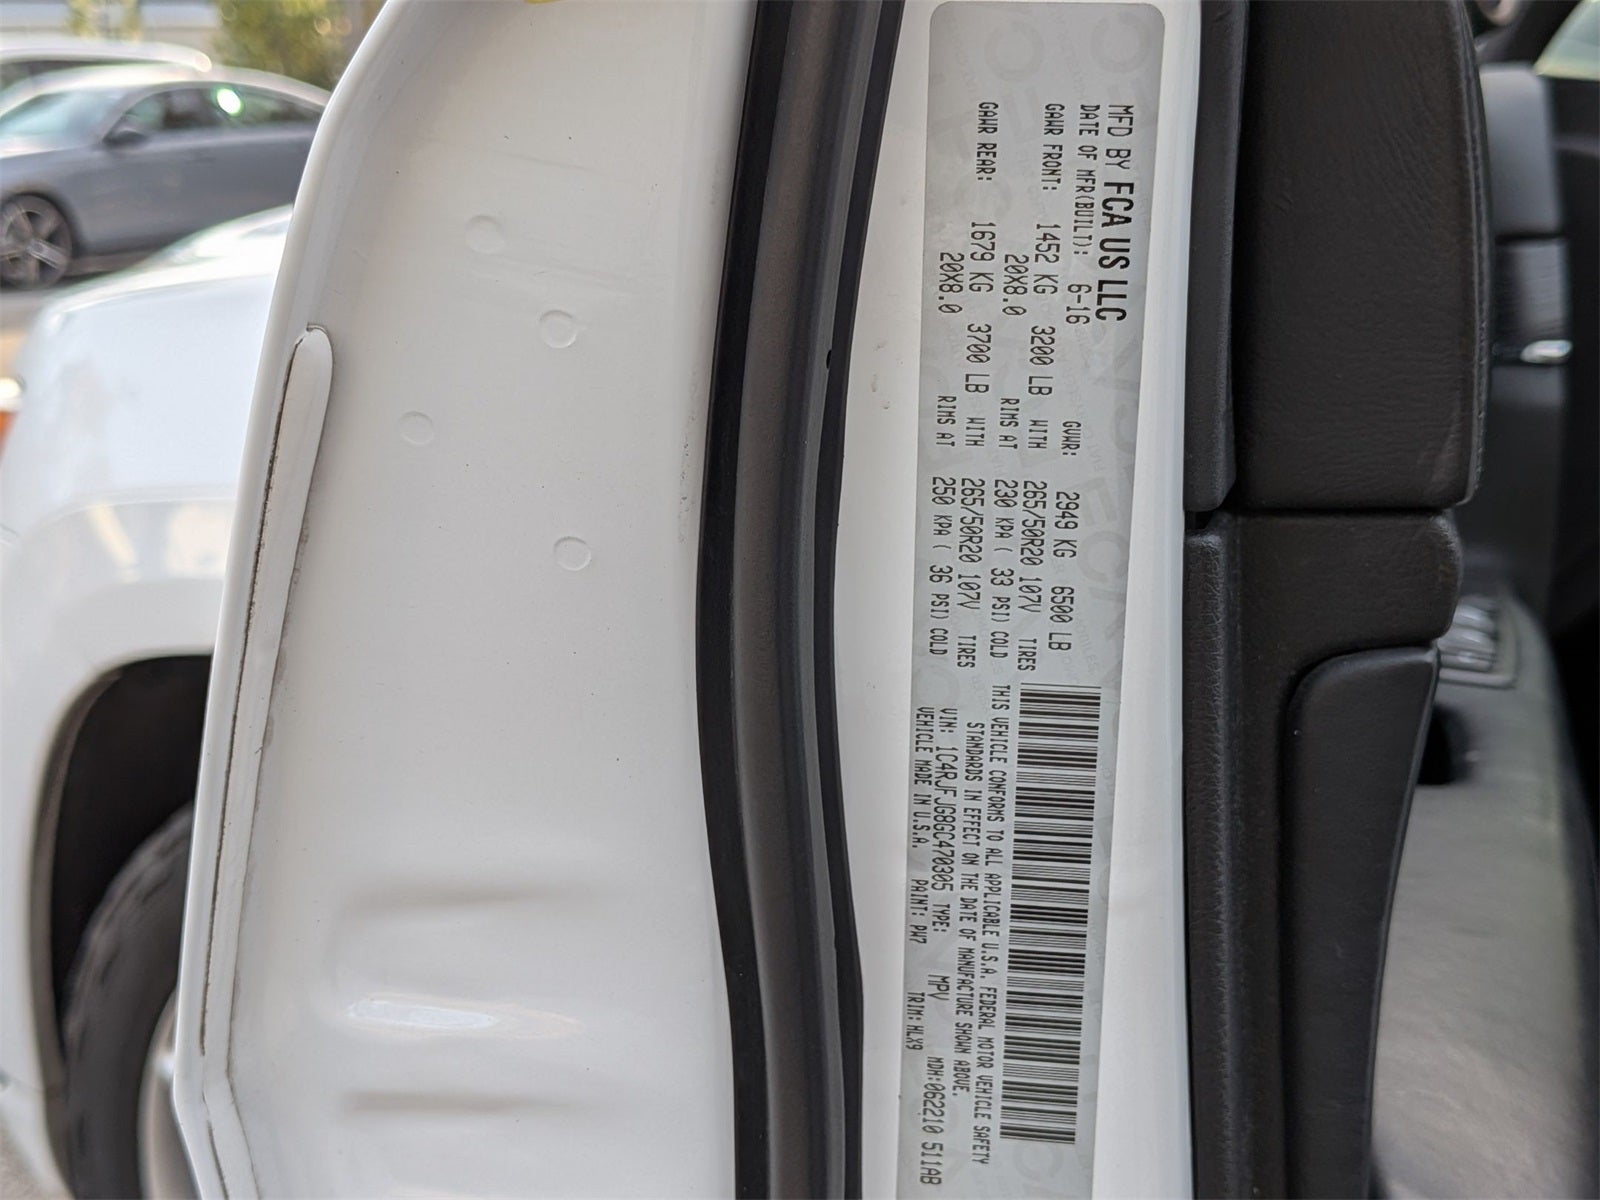 MFD BY FCA US LLC
DATE OF MFR(BUILT): 6-16 GVWR: 2949 KG 6500 LB
GAWR FRONT: 1452 KG 3200 LB WITH 265/50R20 107V TIRES
20X8.0 RIMS AT 230 KPA ( 33 PSI) COLD
GAWR REAR: 1679 KG 3700 LB WITH 265/50R20 107V TIRES
20X8.0 RIMS AT 250 KPA ( 36 PSI) COLD
THIS VEHICLE CONFORMS TO ALL APPLICABLE U.S.A. FEDERAL MOTOR VEHICLE SAFETY
STANDARDS IN EFFECT ON THE DATE OF MANUFACTURE SHOWN ABOVE.
VIN: 1C4RJFJG8GC470305 TYPE: MPV MDH:062210 511AB
VEHICLE MADE IN U.S.A. PAINT: PW7 TRIM: HLX9